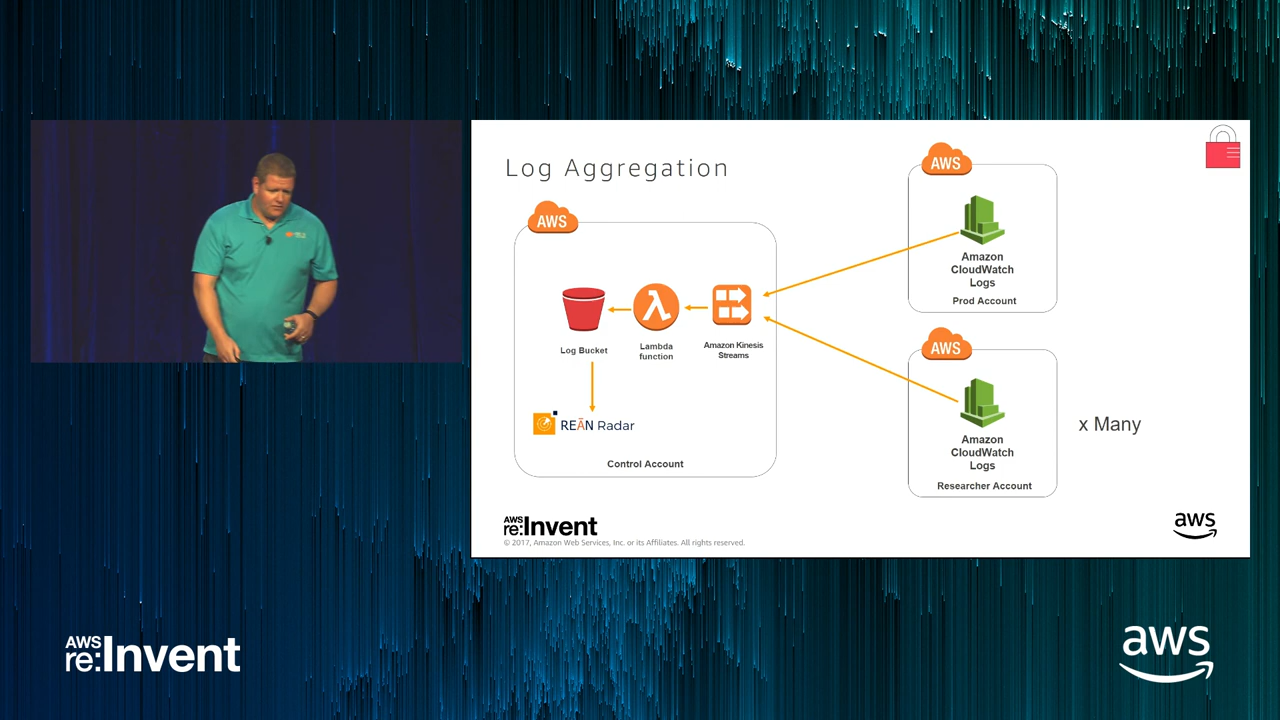 Log Aggregation
AWS
Log Bucket
Lambda
function
Amazon Kinesis
Streams
REĀN Radar
Control Account
AWS
Amazon
CloudWatch
Logs
Prod Account
AWS
Amazon
CloudWatch
Logs
Researcher Account
x Many
AWS
re:Invent
© 2017, Amazon Web Services, Inc. or its Affiliates. All rights reserved.
aws
AWS
re:Invent
aws